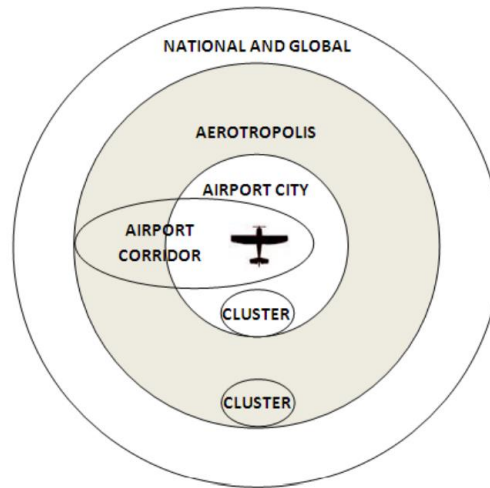 NATIONAL AND GLOBAL
AEROTROPOLIS
AIRPORT CITY
AIRPORT
CORRIDOR
CLUSTER
CLUSTER